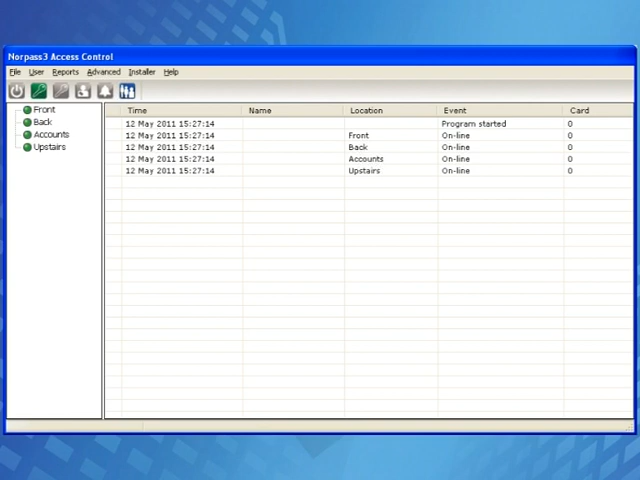 Norpass3 Access Control
File User Reports Advanced Installer Help
Front
Back
Accounts
Upstairs
Time Name Location Event Card
12 May 2011 15:27:14 Program started 0
12 May 2011 15:27:14 Front On-line 0
12 May 2011 15:27:14 Back On-line 0
12 May 2011 15:27:14 Accounts On-line 0
12 May 2011 15:27:14 Upstairs On-line 0